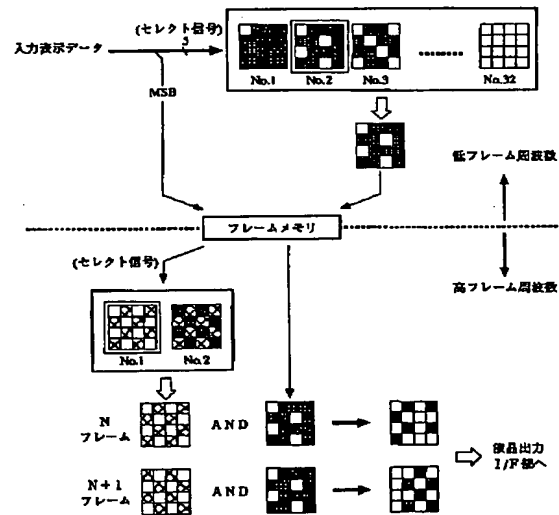 (セレクト信号)
5
入力表示データ
No.1 No.2 No.3 No.32
MSB
低フレーム周波数
フレームメモリ
(セレクト信号)
高フレーム周波数
No.1 No.2
N
フレーム
AND
液晶出力
I/F部へ
N+1
フレーム
AND